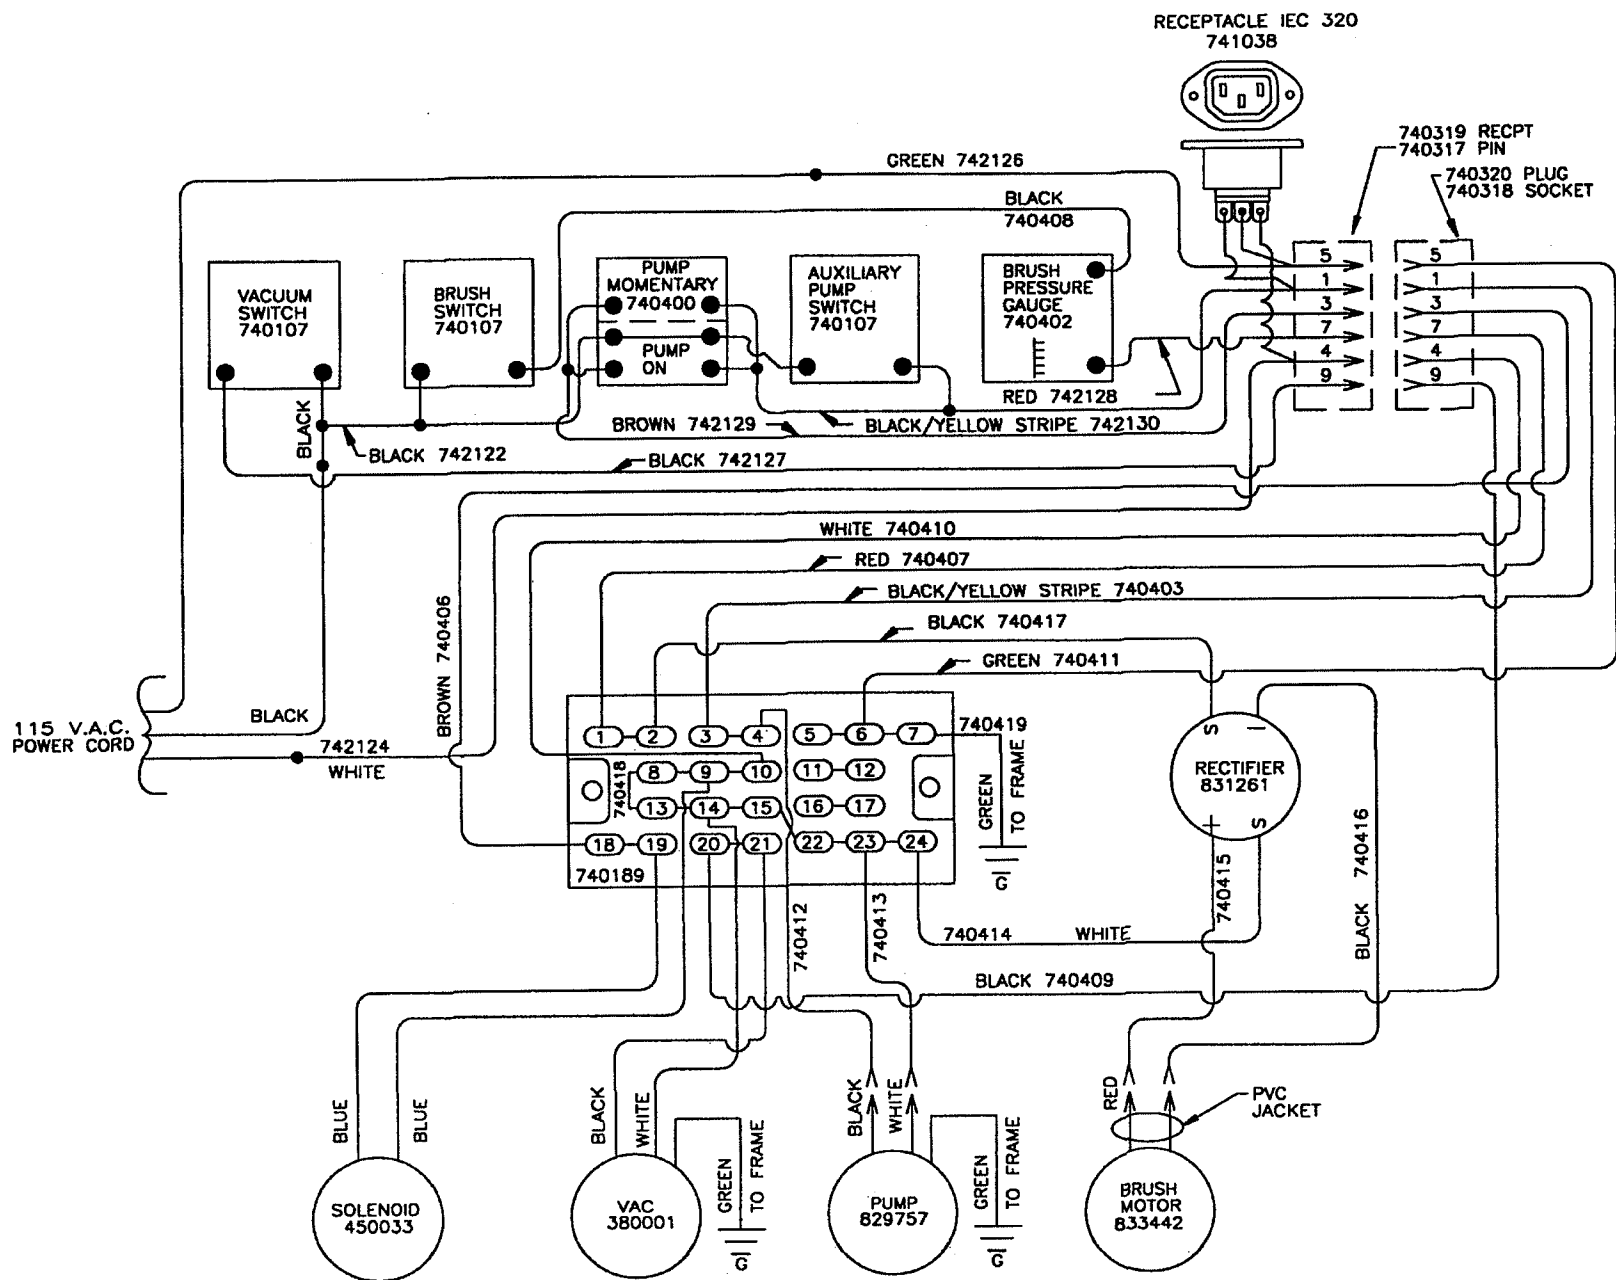 RECEPTACLE IEC 320
741038
740319 RECPT
740317 PIN
740320 PLUG
740318 SOCKET
GREEN 742126
BLACK
740408
VACUUM
SWITCH
740107
BRUSH
SWITCH
740107
PUMP
MOMENTARY
740400
PUMP
ON
AUXILIARY
PUMP
SWITCH
740107
BRUSH
PRESSURE
GAUGE
740402
5
1
3
7
4
9
5
1
3
7
4
9
RED 742128
BROWN 742129
BLACK/YELLOW STRIPE 742130
BLACK
BLACK 742122
BLACK 742127
WHITE 740410
RED 740407
BLACK/YELLOW STRIPE 740403
BLACK 740417
GREEN 740411
BROWN 740406
115 V.A.C.
POWER CORD
BLACK
742124
WHITE
1 2 3 4 5 6 7
740419
8 9 10 11 12
740418
13 14 15 16 17
18 19 20 21 22 23 24
740189
GREEN
TO FRAME
G
S
RECTIFIER
831261
+
S
740415
BLACK 740416
740412
740413
740414 WHITE
BLACK 740409
BLUE
BLUE
BLACK
WHITE
GREEN
TO FRAME
G
BLACK
WHITE
GREEN
TO FRAME
G
RED
PVC
JACKET
SOLENOID
450033
VAC
380001
PUMP
829757
BRUSH
MOTOR
833442